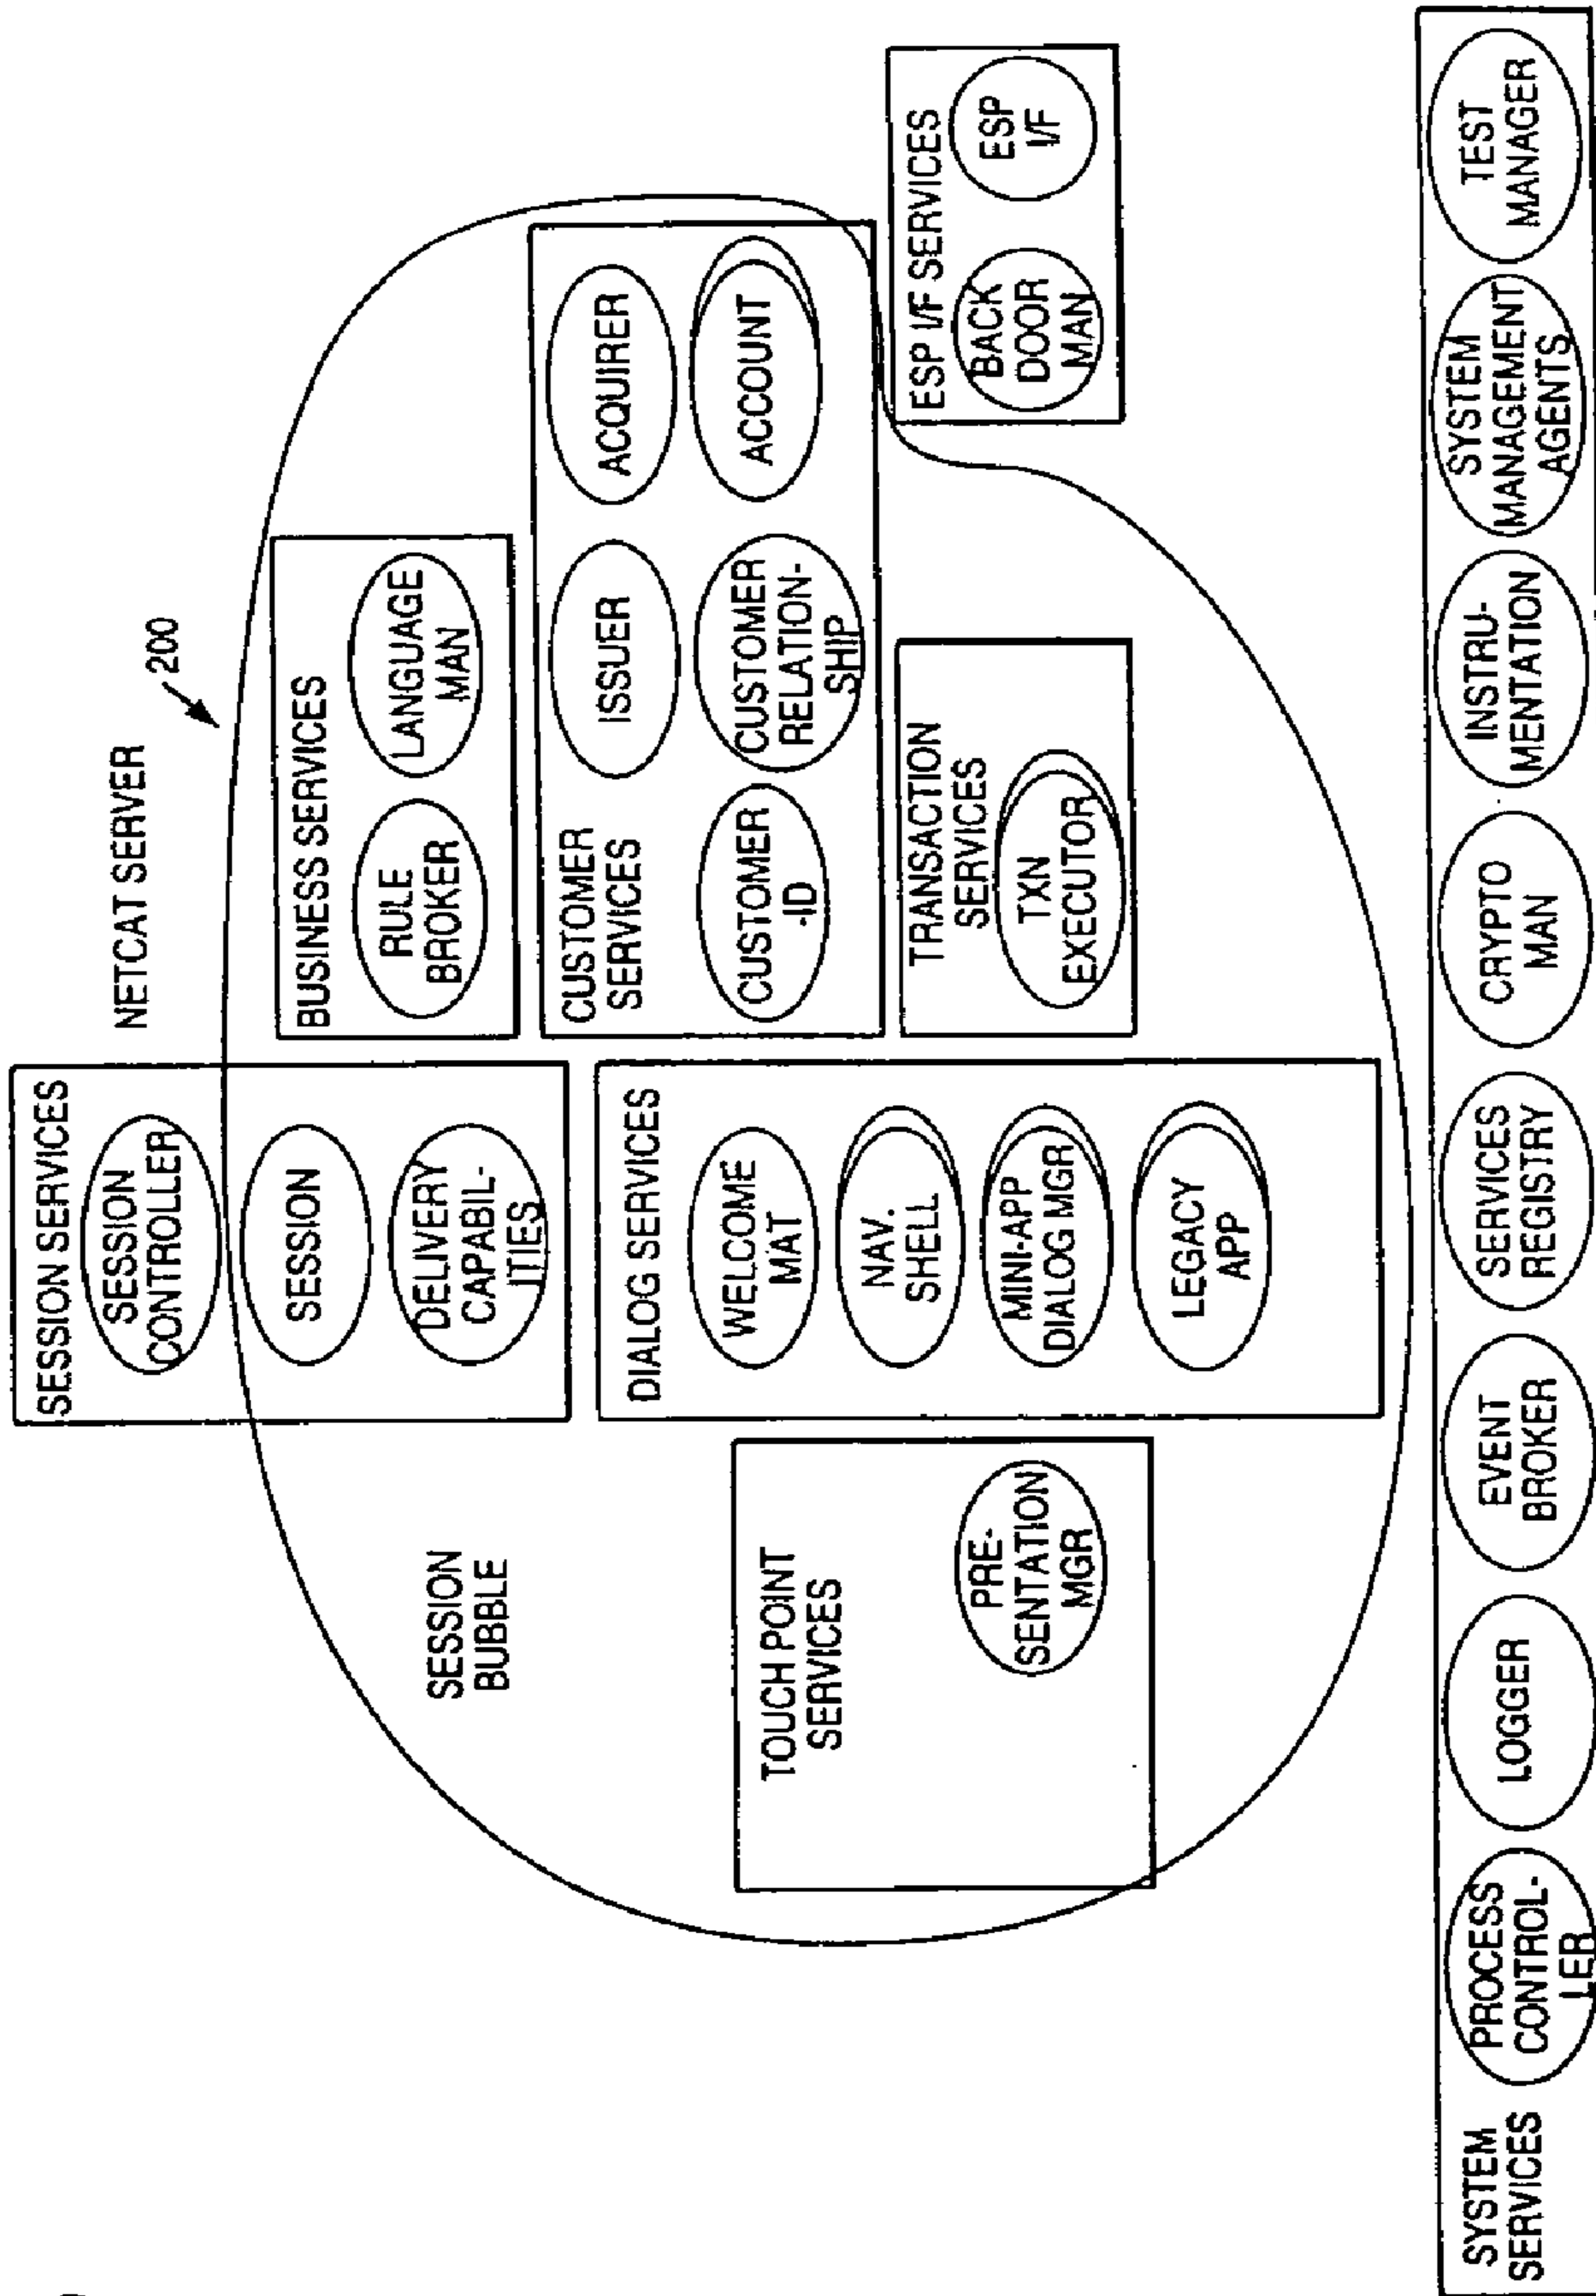 NETCAT SERVER
200
SESSION SERVICES
SESSION
CONTROLLER
SESSION
DELIVERY
CAPABIL-
ITIES
BUSINESS SERVICES
RULE
BROKER
LANGUAGE
MAN
SESSION
BUBBLE
CUSTOMER
SERVICES
ISSUER
ACQUIRER
CUSTOMER
-ID
CUSTOMER
RELATION-
SHIP
ACCOUNT
DIALOG SERVICES
WELCOME
MAT
NAV.
SHELL
MINI-APP
DIALOG MGR
LEGACY
APP
TOUCH POINT
SERVICES
PRE-
SENTATION
MGR
TRANSACTION
SERVICES
TXN
EXECUTOR
ESP I/F SERVICES
BACK
DOOR
MAN
ESP
I/F
SYSTEM
SERVICES
PROCESS
CONTROL-
LER
LOGGER
EVENT
BROKER
SERVICES
REGISTRY
CRYPTO
MAN
INSTRU-
MENTATION
SYSTEM
MANAGEMENT
AGENTS
TEST
MANAGER